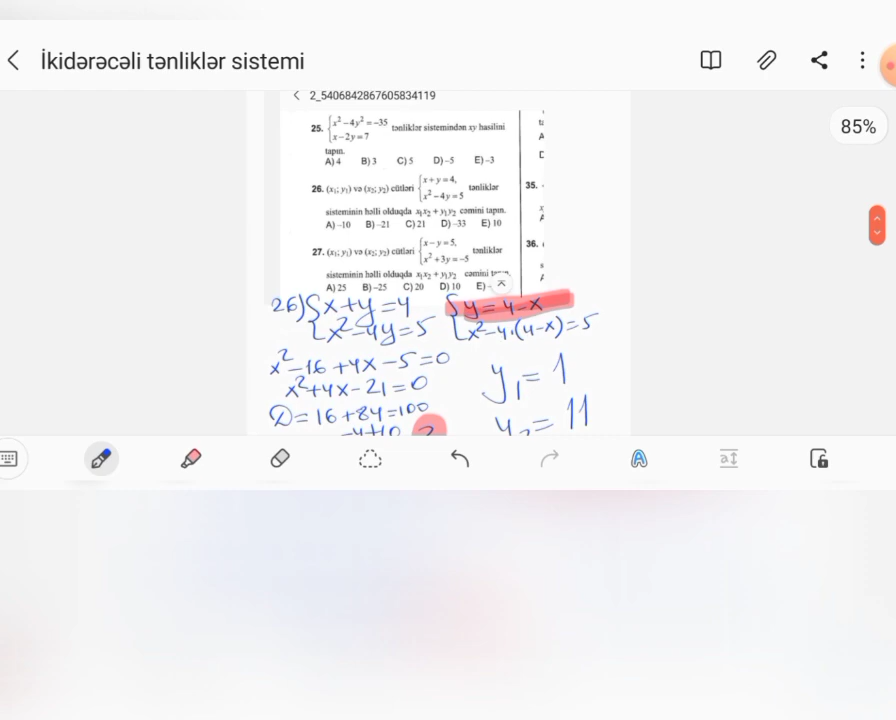 İkidərəcəli tənliklər sistemi
2_5406842867605834119
85%
25. {x²-4y²=-35
x-2y=7 tənliklər sistemindən xy hasilini
tapın.
A) 4 B) 3 C) 5 D) -5 E) -3
26. (x₁; y₁) və (x₂; y₂) cütləri {x+y=4,
x²-4y=5 tənliklər
sisteminin həlli olduqda x₁x₂+y₁y₂ cəmini tapın.
A) -10 B) -21 C) 21 D) -33 E) 10
27. (x₁; y₁) və (x₂; y₂) cütləri {x-y=5,
x²+3y=-5 tənliklər
sisteminin həlli olduqda x₁x₂+y₁y₂ cəmini
A) 25 B) -25 C) 20 D) 10 E) -
35.
36.
26) {x+y=4 {y=4-x
x²-4y=5 x²-4·(4-x)=5
x²-16+4x-5=0
x²+4x-21=0
D=16+84=100
-4+10
y₁=1
y₂=11